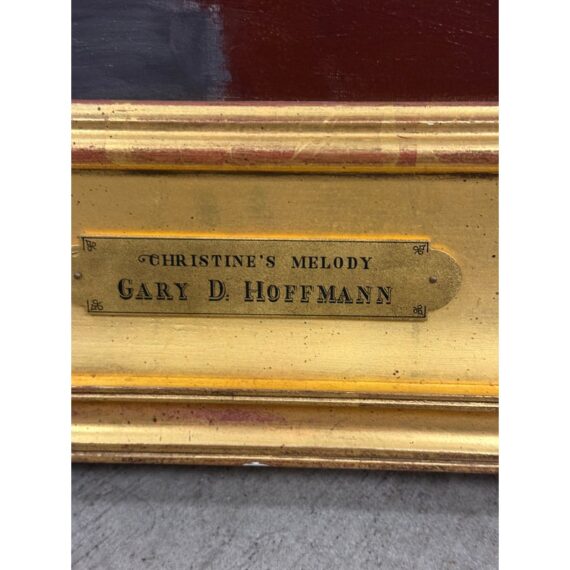 CHRISTINE'S MELODY
GARY D. HOFFMANN